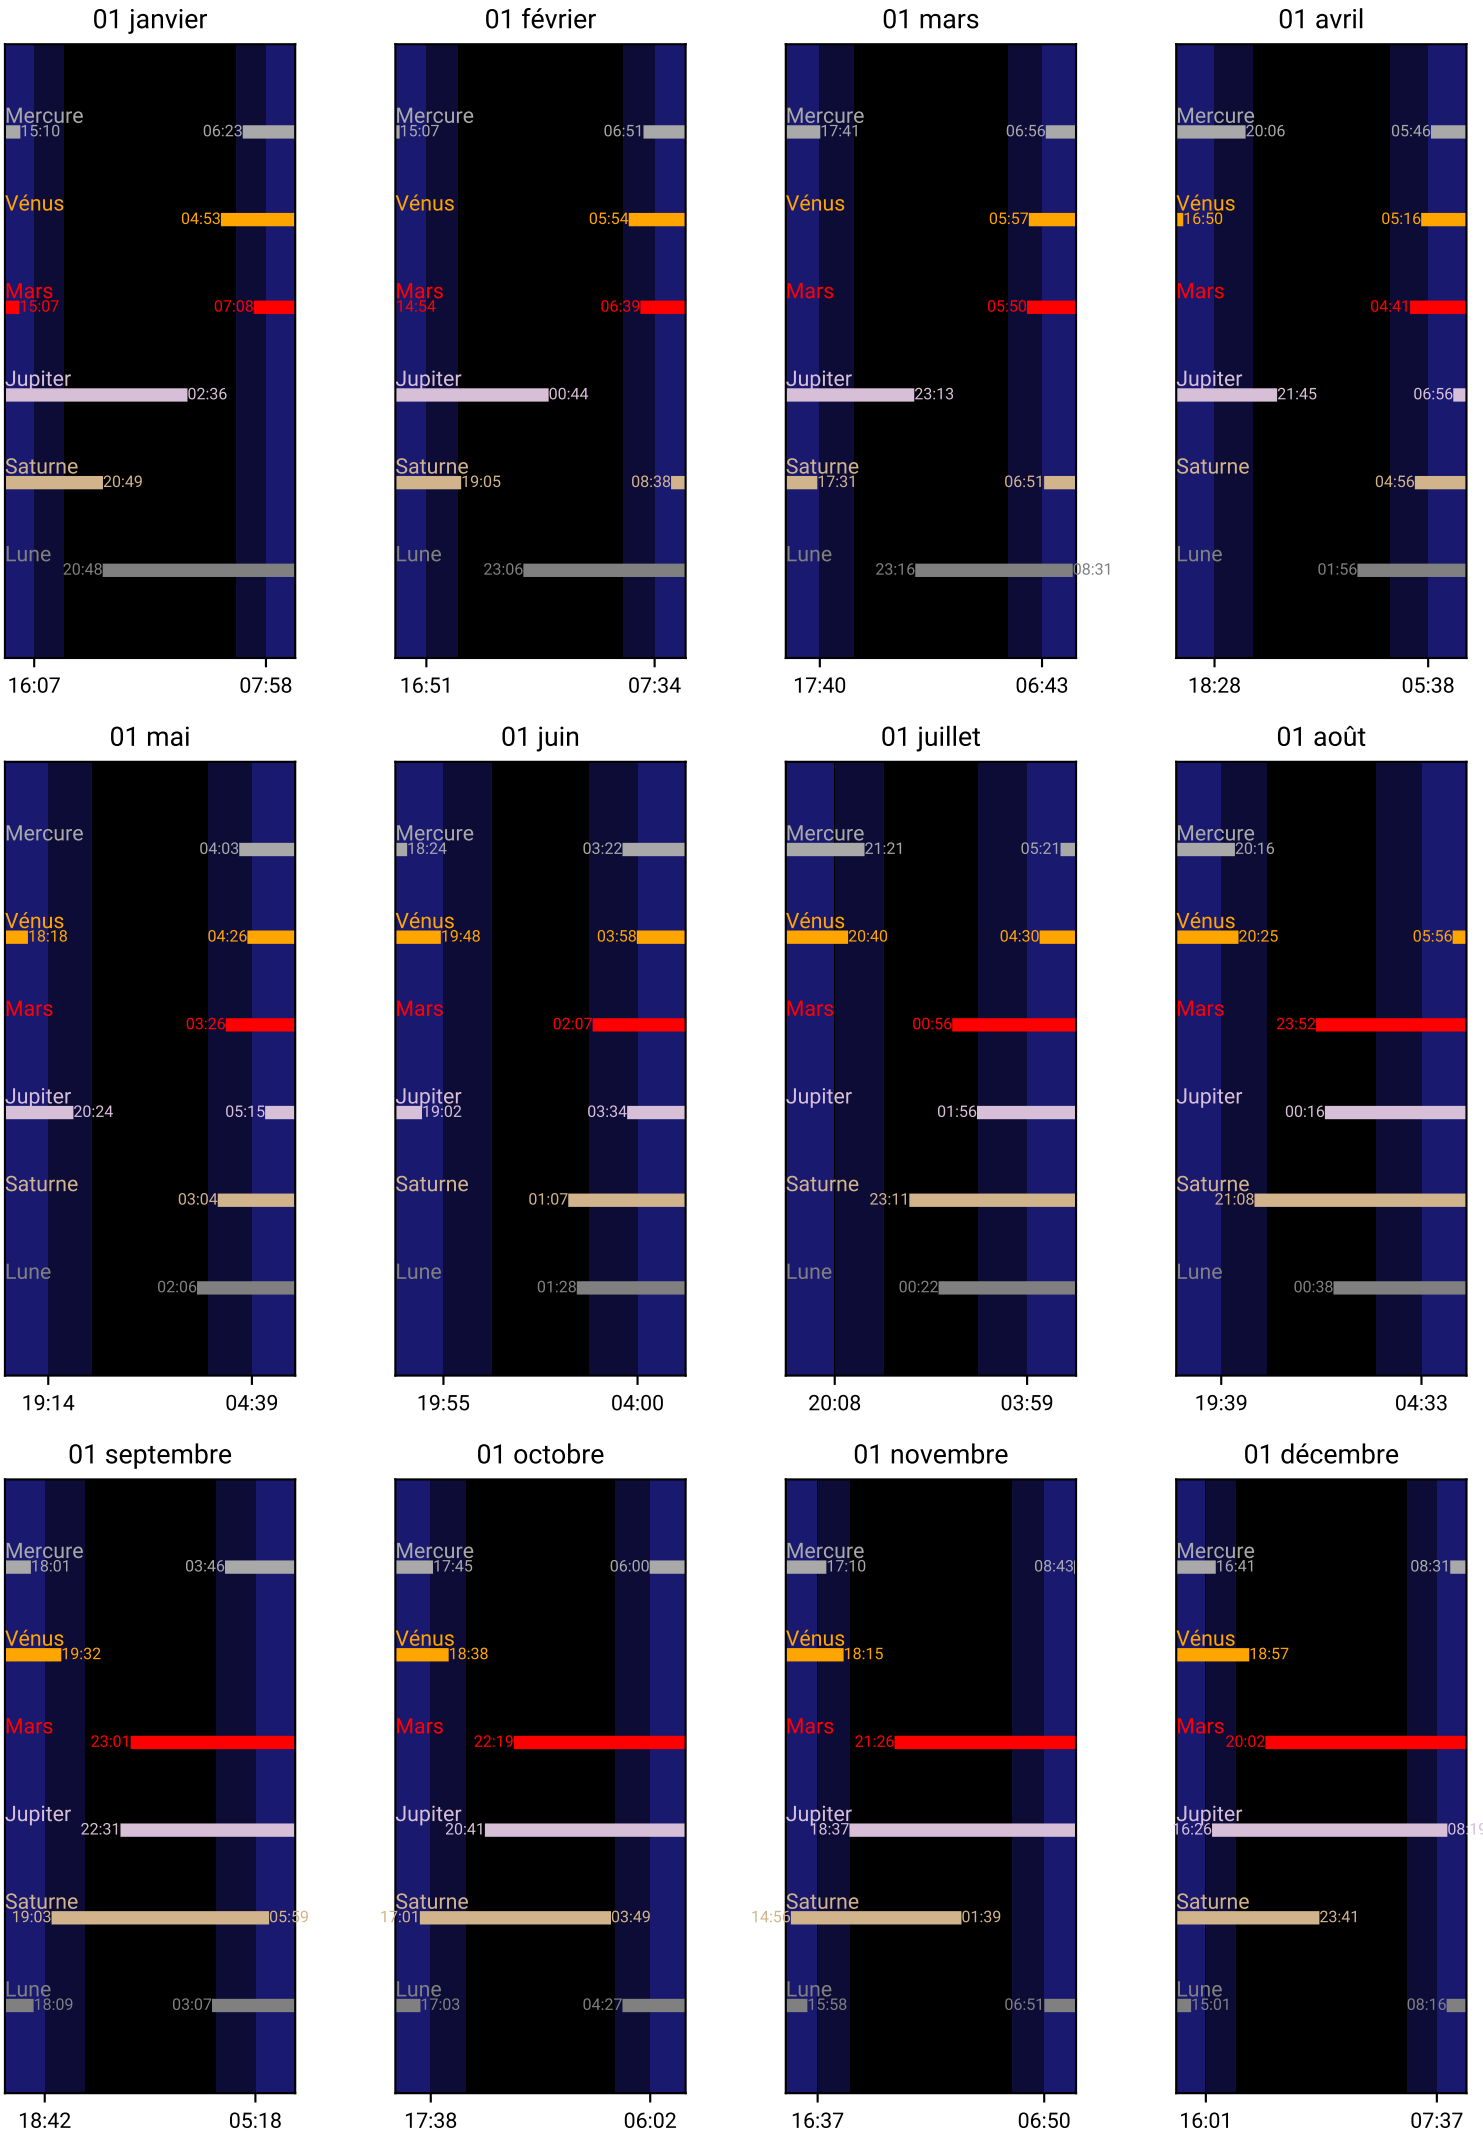 01 janvier
Mercure
15:10 06:23
Vénus
04:53
Mars
15:07 07:08
Jupiter
02:36
Saturne
20:49
Lune
20:48
16:07 07:58
01 février
Mercure
15:07 06:51
Vénus
05:54
Mars
14:54 06:39
Jupiter
00:44
Saturne
19:05 08:38
Lune
23:06
16:51 07:34
01 mars
Mercure
17:41 06:56
Vénus
05:57
Mars
05:50
Jupiter
23:13
Saturne
17:31 06:51
Lune
23:16 08:31
17:40 06:43
01 avril
Mercure
20:06 05:46
Vénus
16:50 05:16
Mars
04:41
Jupiter
21:45 06:56
Saturne
04:56
Lune
01:56
18:28 05:38
01 mai
Mercure
04:03
Vénus
18:18 04:26
Mars
03:26
Jupiter
20:24 05:15
Saturne
03:04
Lune
02:06
19:14 04:39
01 juin
Mercure
18:24 03:22
Vénus
19:48 03:58
Mars
02:07
Jupiter
19:02 03:34
Saturne
01:07
Lune
01:28
19:55 04:00
01 juillet
Mercure
21:21 05:21
Vénus
20:40 04:30
Mars
00:56
Jupiter
01:56
Saturne
23:11
Lune
00:22
20:08 03:59
01 août
Mercure
20:16
Vénus
20:25 05:56
Mars
23:52
Jupiter
00:16
Saturne
21:08
Lune
00:38
19:39 04:33
01 septembre
Mercure
18:01 03:46
Vénus
19:32
Mars
23:01
Jupiter
22:31
Saturne
19:03 05:59
Lune
18:09 03:07
18:42 05:18
01 octobre
Mercure
17:45 06:00
Vénus
18:38
Mars
22:19
Jupiter
20:41
Saturne
17:01 03:49
Lune
17:03 04:27
17:38 06:02
01 novembre
Mercure
17:10 08:43
Vénus
18:15
Mars
21:26
Jupiter
18:37
Saturne
14:56 01:39
Lune
15:58 06:51
16:37 06:50
01 décembre
Mercure
16:41 08:31
Vénus
18:57
Mars
20:02
Jupiter
16:26 08:19
Saturne
23:41
Lune
15:01 08:16
16:01 07:37